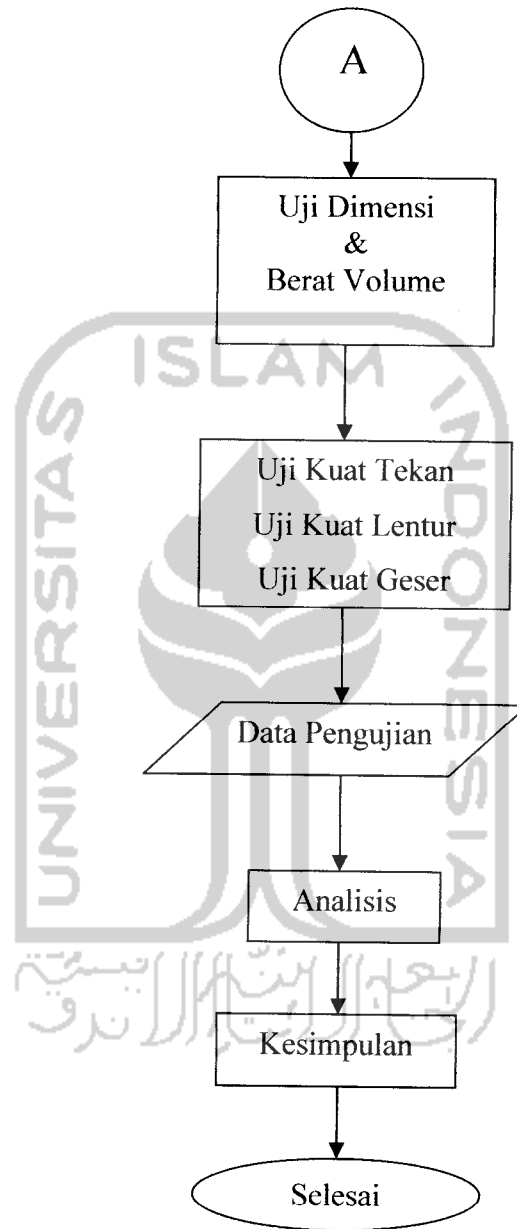 A
Uji Dimensi
&
Berat Volume
ISLAM
UNIVERSITAS
INDONESIA
Uji Kuat Tekan
Uji Kuat Lentur
Uji Kuat Geser
Data Pengujian
Analisis
Kesimpulan
Selesai